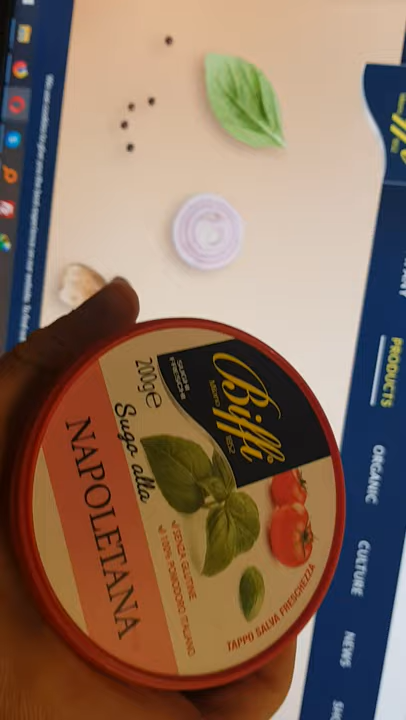 Biffi
Milano 1852
SUGHI
FRESCHI
200g℮
Sugo alla
NAPOLETANA
SENZA GLUTINE
100% POMODORO ITALIANO
TAPPO SALVA FRESCHEZZA
PRODUCTS
ORGANIC
CULTURE
NEWS